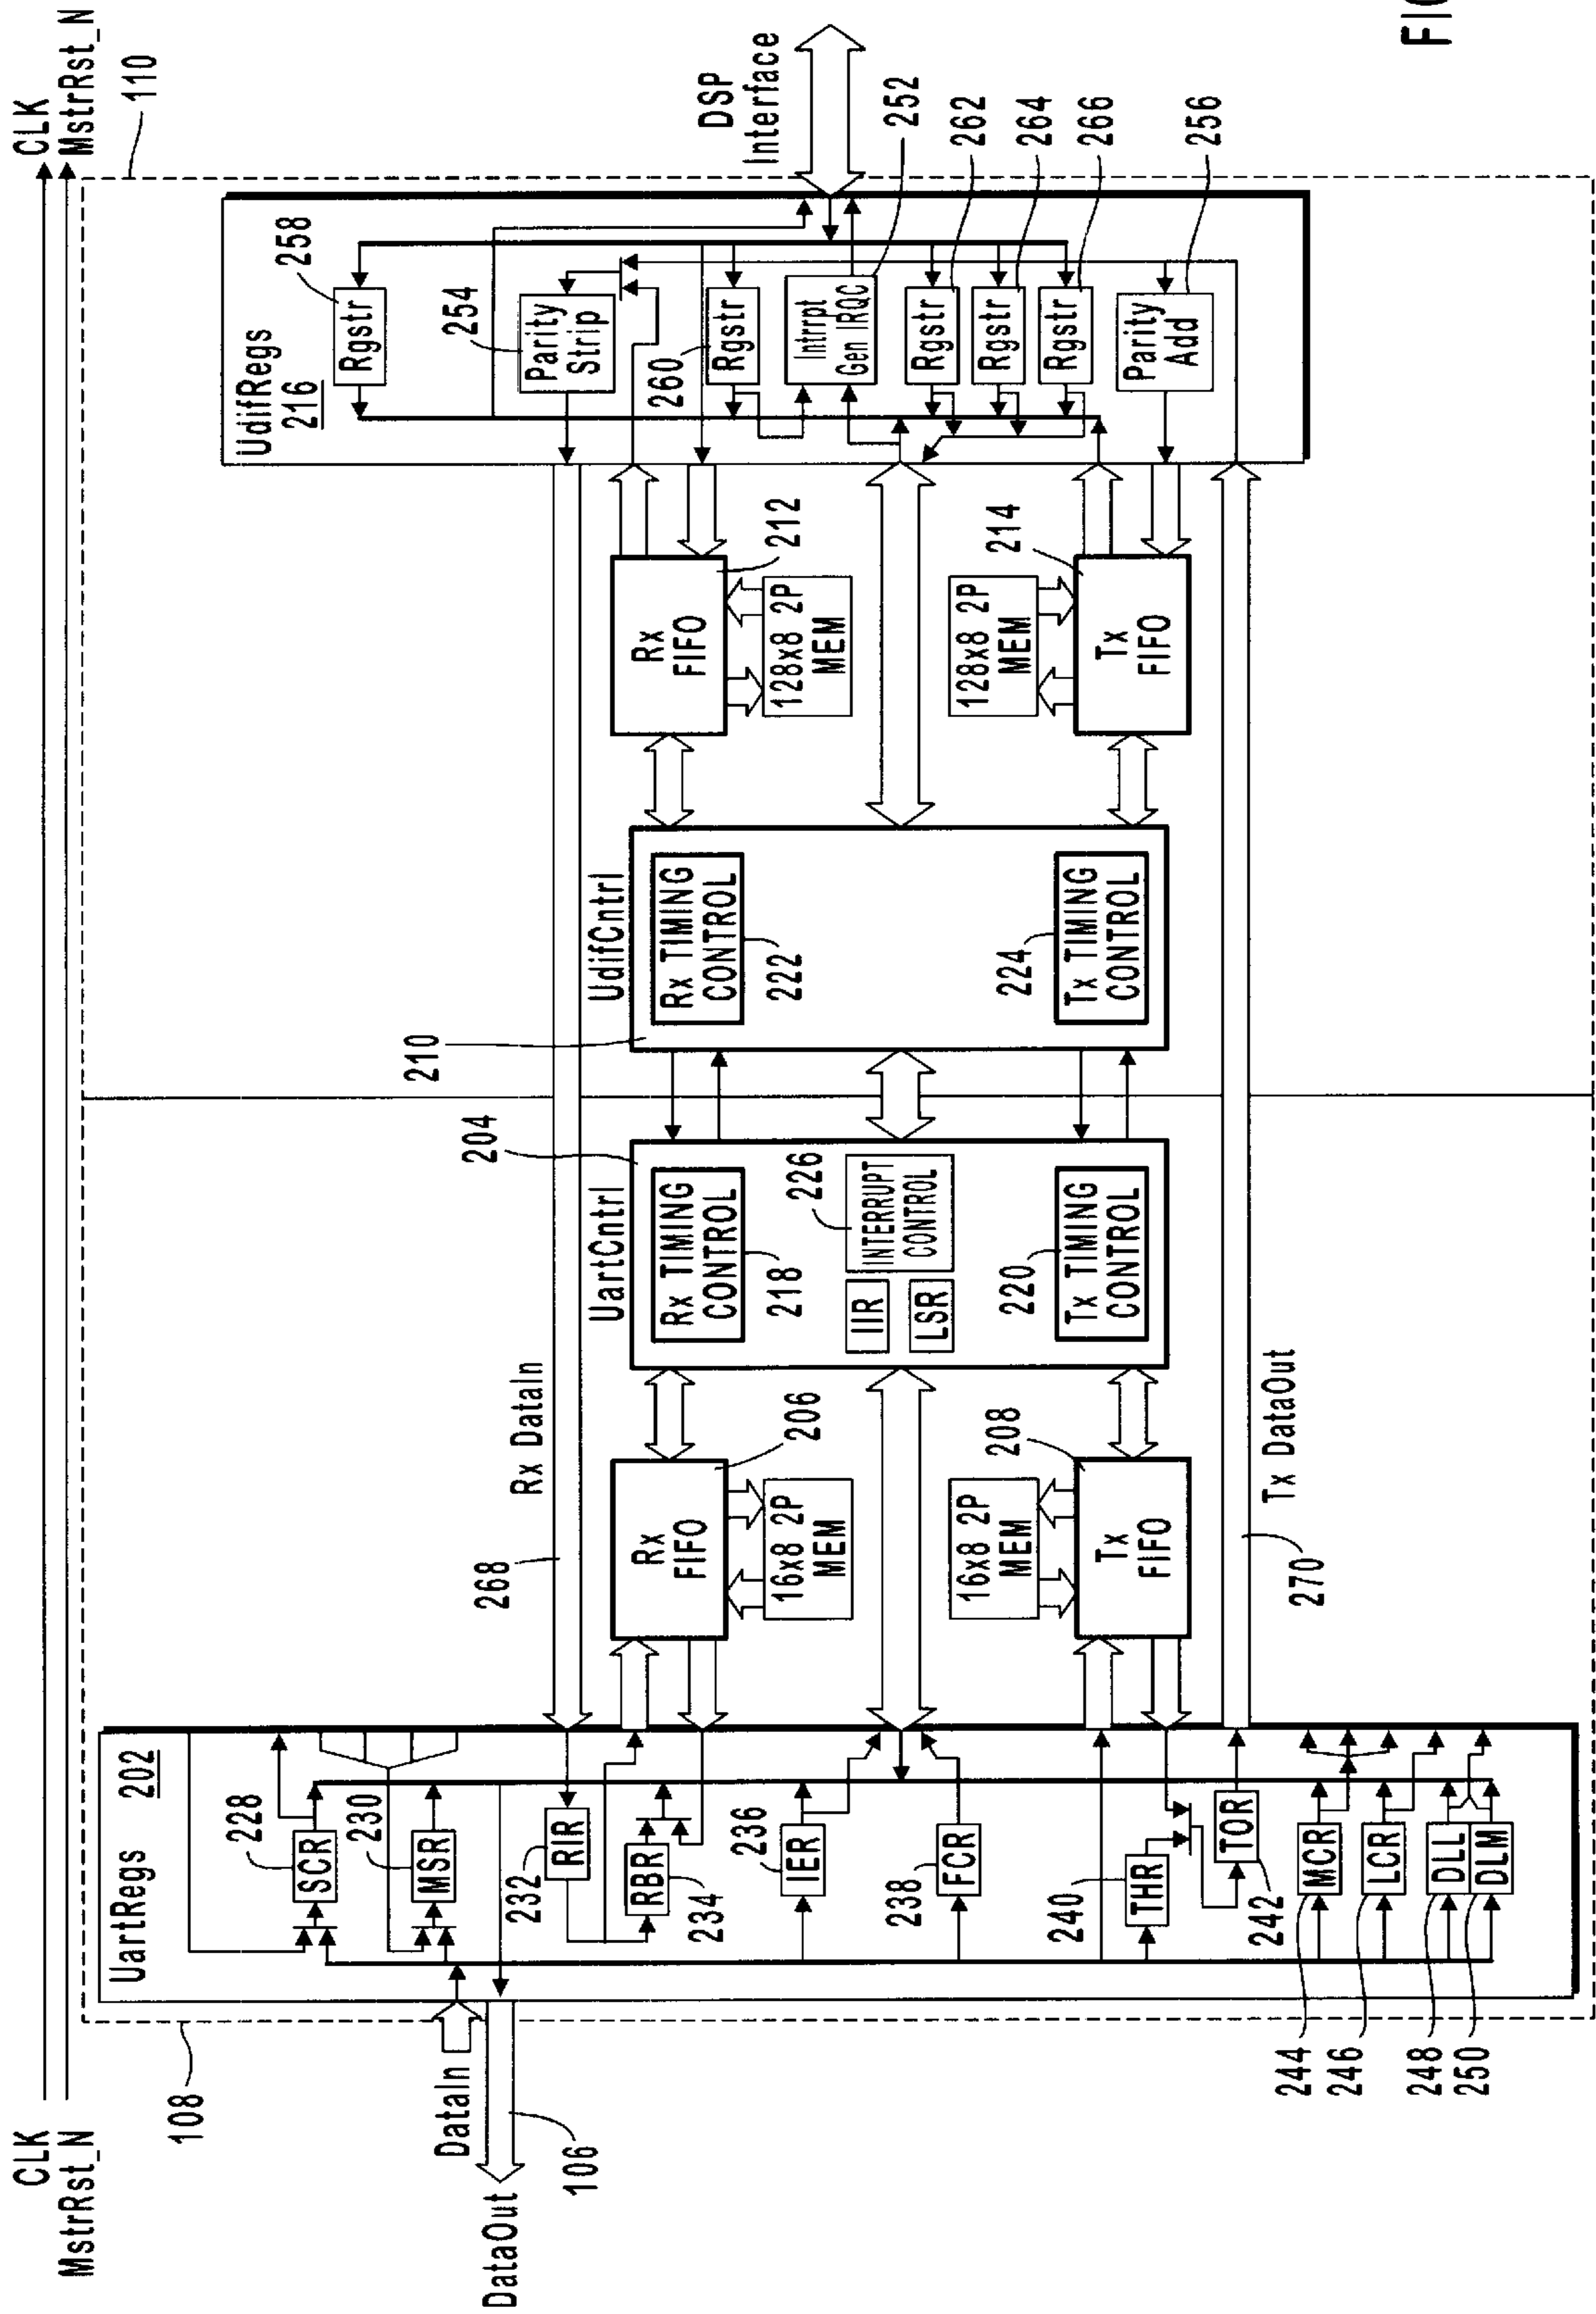 CLK
MstrRst_N
CLK
MstrRst_N
108
110
UartRegs 202
DataIn
DataOut
106
228
SCR
230
MSR
232
RIR
RBR
234
236
IER
238
FCR
240
THR
TOR
242
MCR
244
LCR
246
DLL
248
DLM
250
268
Rx DataIn
Rx
FIFO
206
16x8 2P
MEM
16x8 2P
MEM
208
Tx
FIFO
270
Tx DataOut
204
UartCntrl
Rx TIMING
CONTROL
218
226
INTERRUPT
CONTROL
IIR
LSR
220
Tx TIMING
CONTROL
210
UdifCntrl
Rx TIMING
CONTROL
222
224
Tx TIMING
CONTROL
212
Rx
FIFO
128x8 2P
MEM
128x8 2P
MEM
214
Tx
FIFO
UdifRegs
216
258
Rgstr
254
Parity
Strip
260
Rgstr
Intrrpt
Gen IRQC
252
Rgstr
262
Rgstr
264
Rgstr
266
Parity
Add
256
DSP
Interface